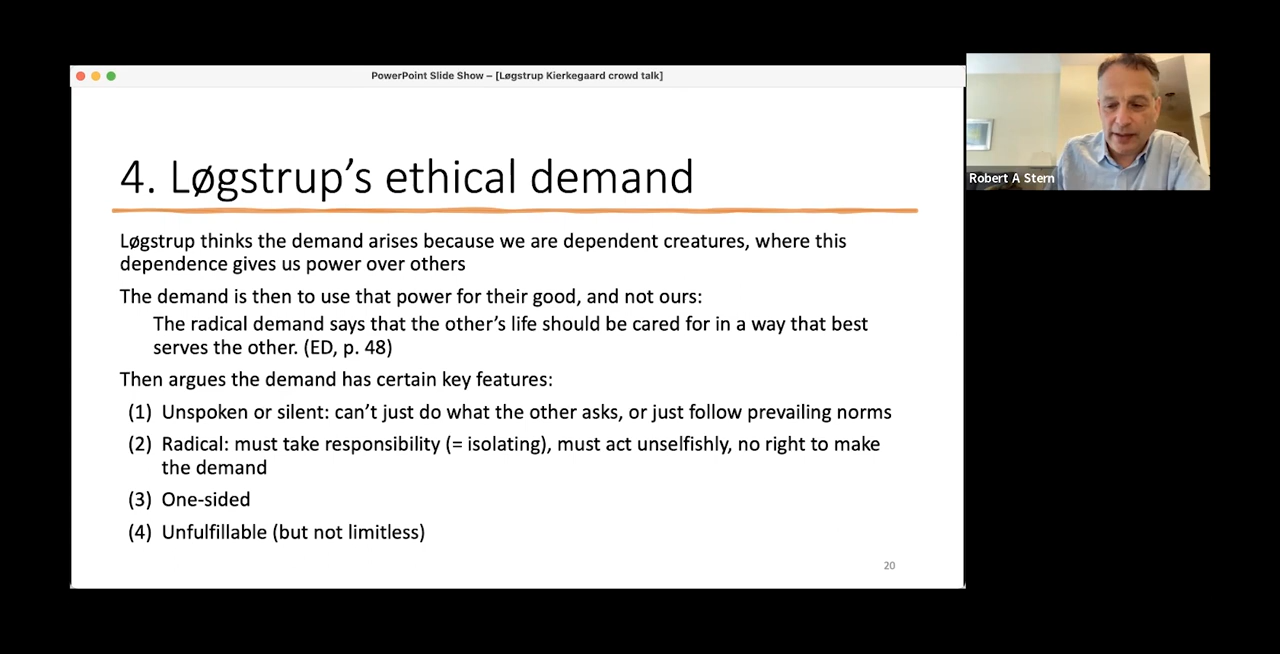 PowerPoint Slide Show – [Løgstrup Kierkegaard crowd talk]
4. Løgstrup’s ethical demand
Løgstrup thinks the demand arises because we are dependent creatures, where this
dependence gives us power over others
The demand is then to use that power for their good, and not ours:
The radical demand says that the other’s life should be cared for in a way that best
serves the other. (ED, p. 48)
Then argues the demand has certain key features:
(1) Unspoken or silent: can’t just do what the other asks, or just follow prevailing norms
(2) Radical: must take responsibility (= isolating), must act unselfishly, no right to make
the demand
(3) One-sided
(4) Unfulfillable (but not limitless)
20
Robert A Stern